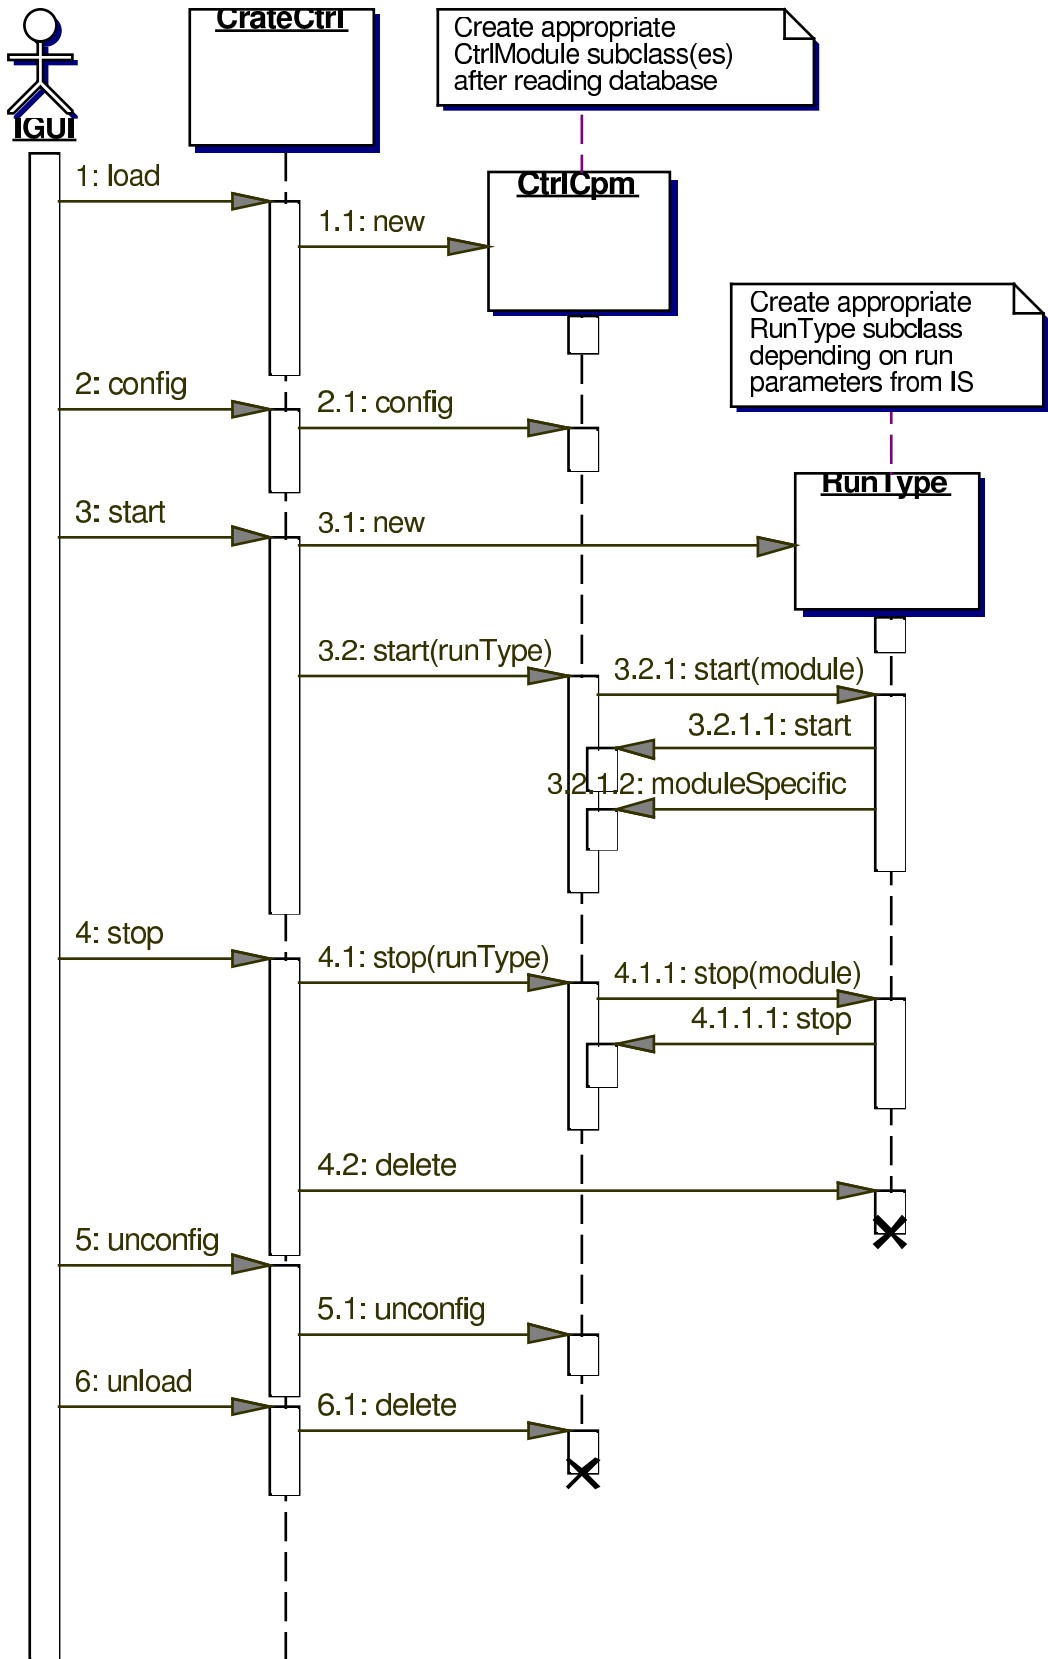 CrateCtrl
Create appropriate
CtrlModule subclass(es)
after reading database
IGUI
1: load
CtrlCpm
1.1: new
Create appropriate
RunType subclass
depending on run
parameters from IS
2: config
2.1: config
RunType
3: start
3.1: new
3.2: start(runType)
3.2.1: start(module)
3.2.1.1: start
3.2.1.2: moduleSpecific
4: stop
4.1: stop(runType)
4.1.1: stop(module)
4.1.1.1: stop
4.2: delete
5: unconfig
5.1: unconfig
6: unload
6.1: delete